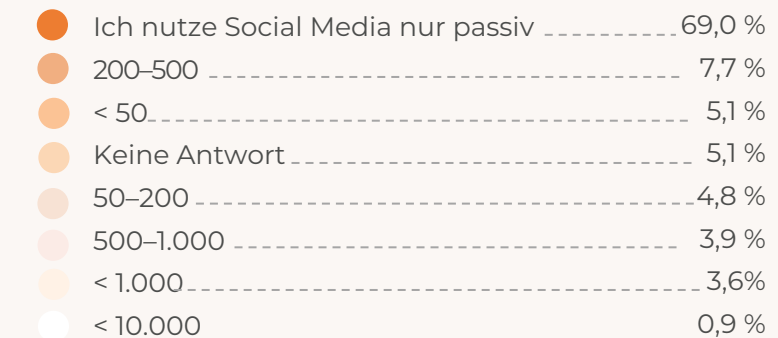 Ich nutze Social Media nur passiv 69,0 %
200–500 7,7 %
< 50 5,1 %
Keine Antwort 5,1 %
50–200 4,8 %
500–1.000 3,9 %
< 1.000 3,6%
< 10.000 0,9 %